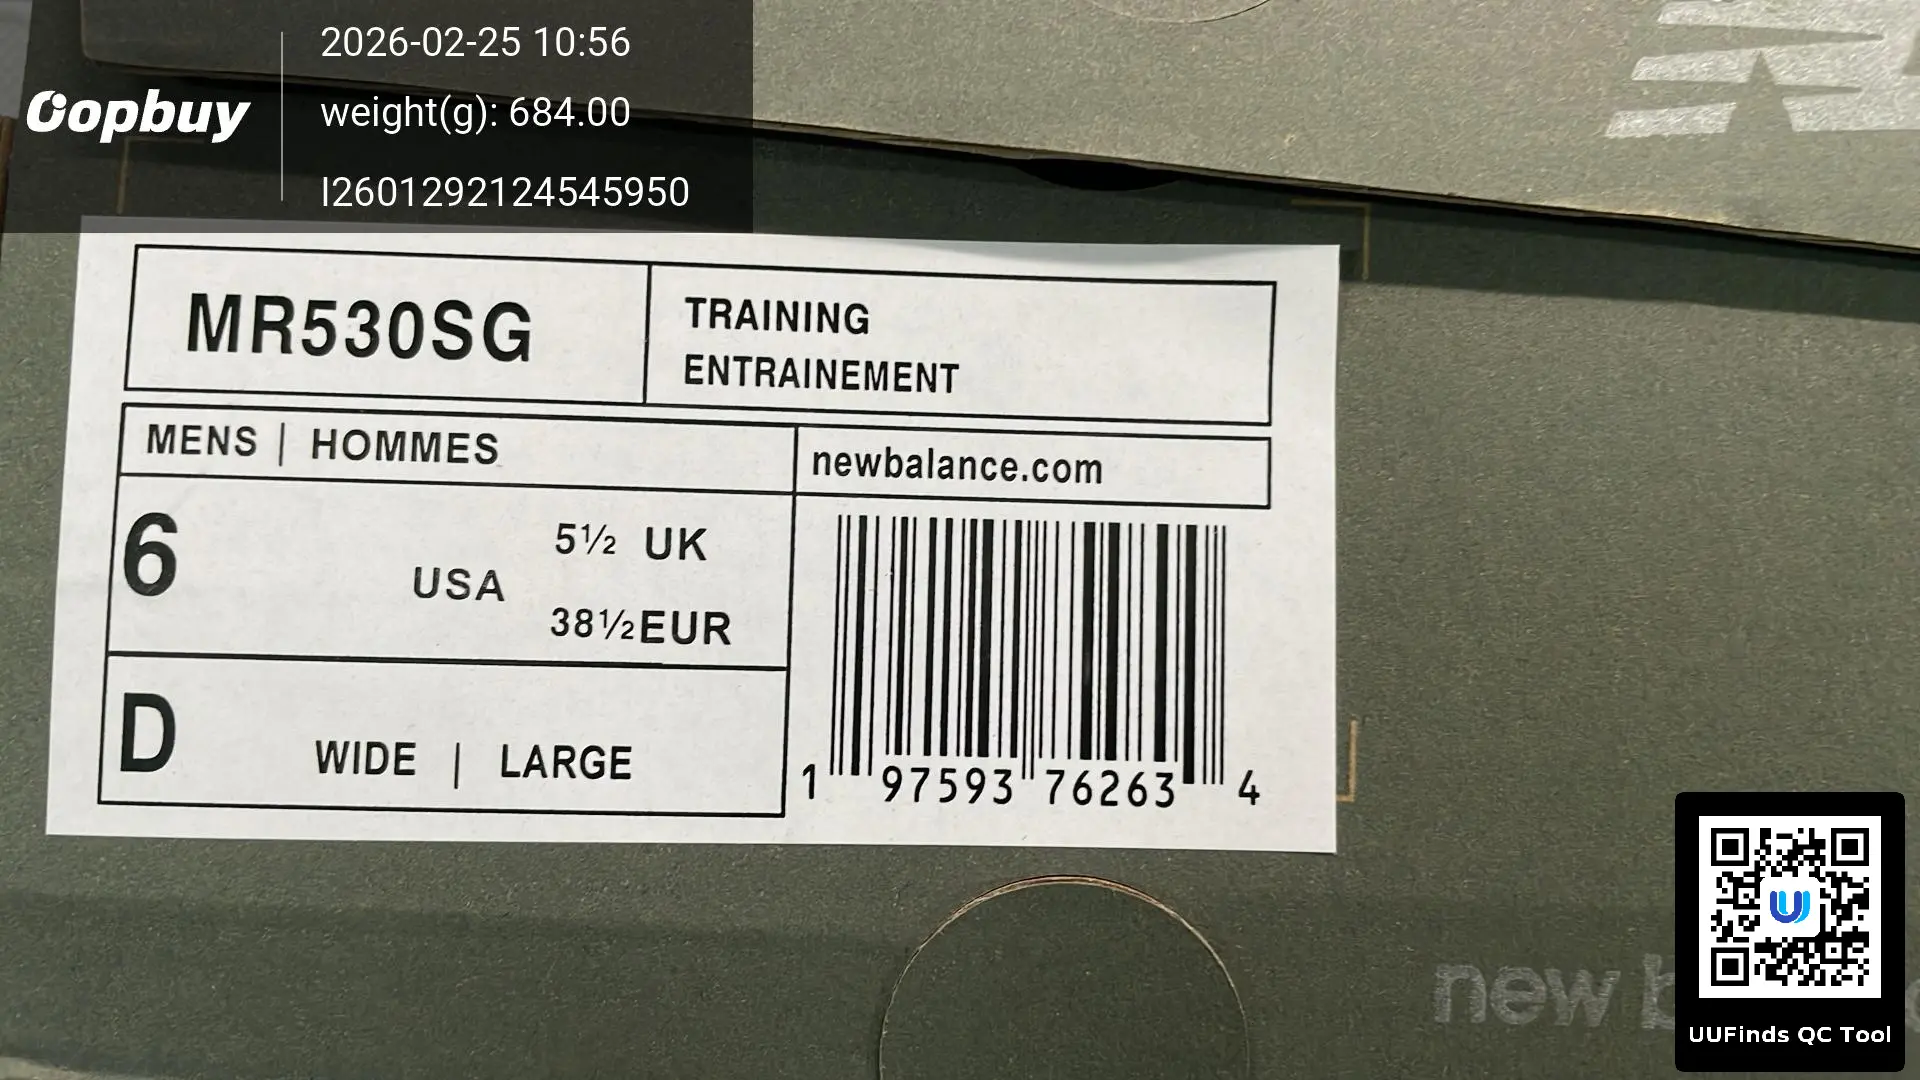 Oopbuy
2026-02-25 10:56
weight(g): 684.00
I2601292124545950
MR530SG
TRAINING
ENTRAINEMENT
MENS | HOMMES
newbalance.com
6
USA
5½ UK
38½EUR
D
WIDE | LARGE
1 97593 76263 4
new b
UUFinds QC Tool